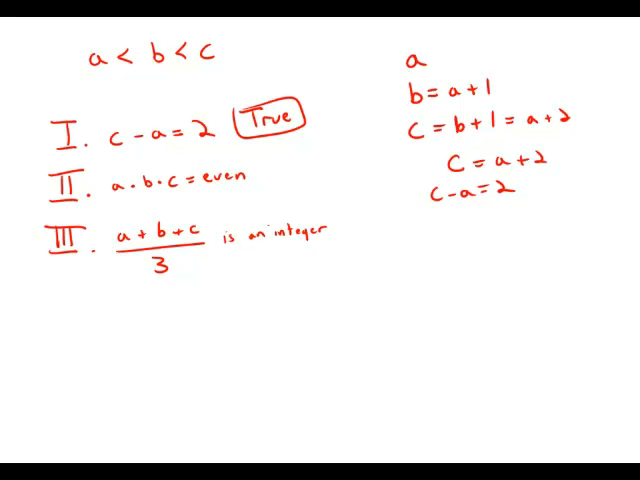 a < b < c
I. c - a = 2 True
II. a · b · c = even
III. a + b + c / 3 is an integer
a
b = a + 1
c = b + 1 = a + 2
c = a + 2
c - a = 2